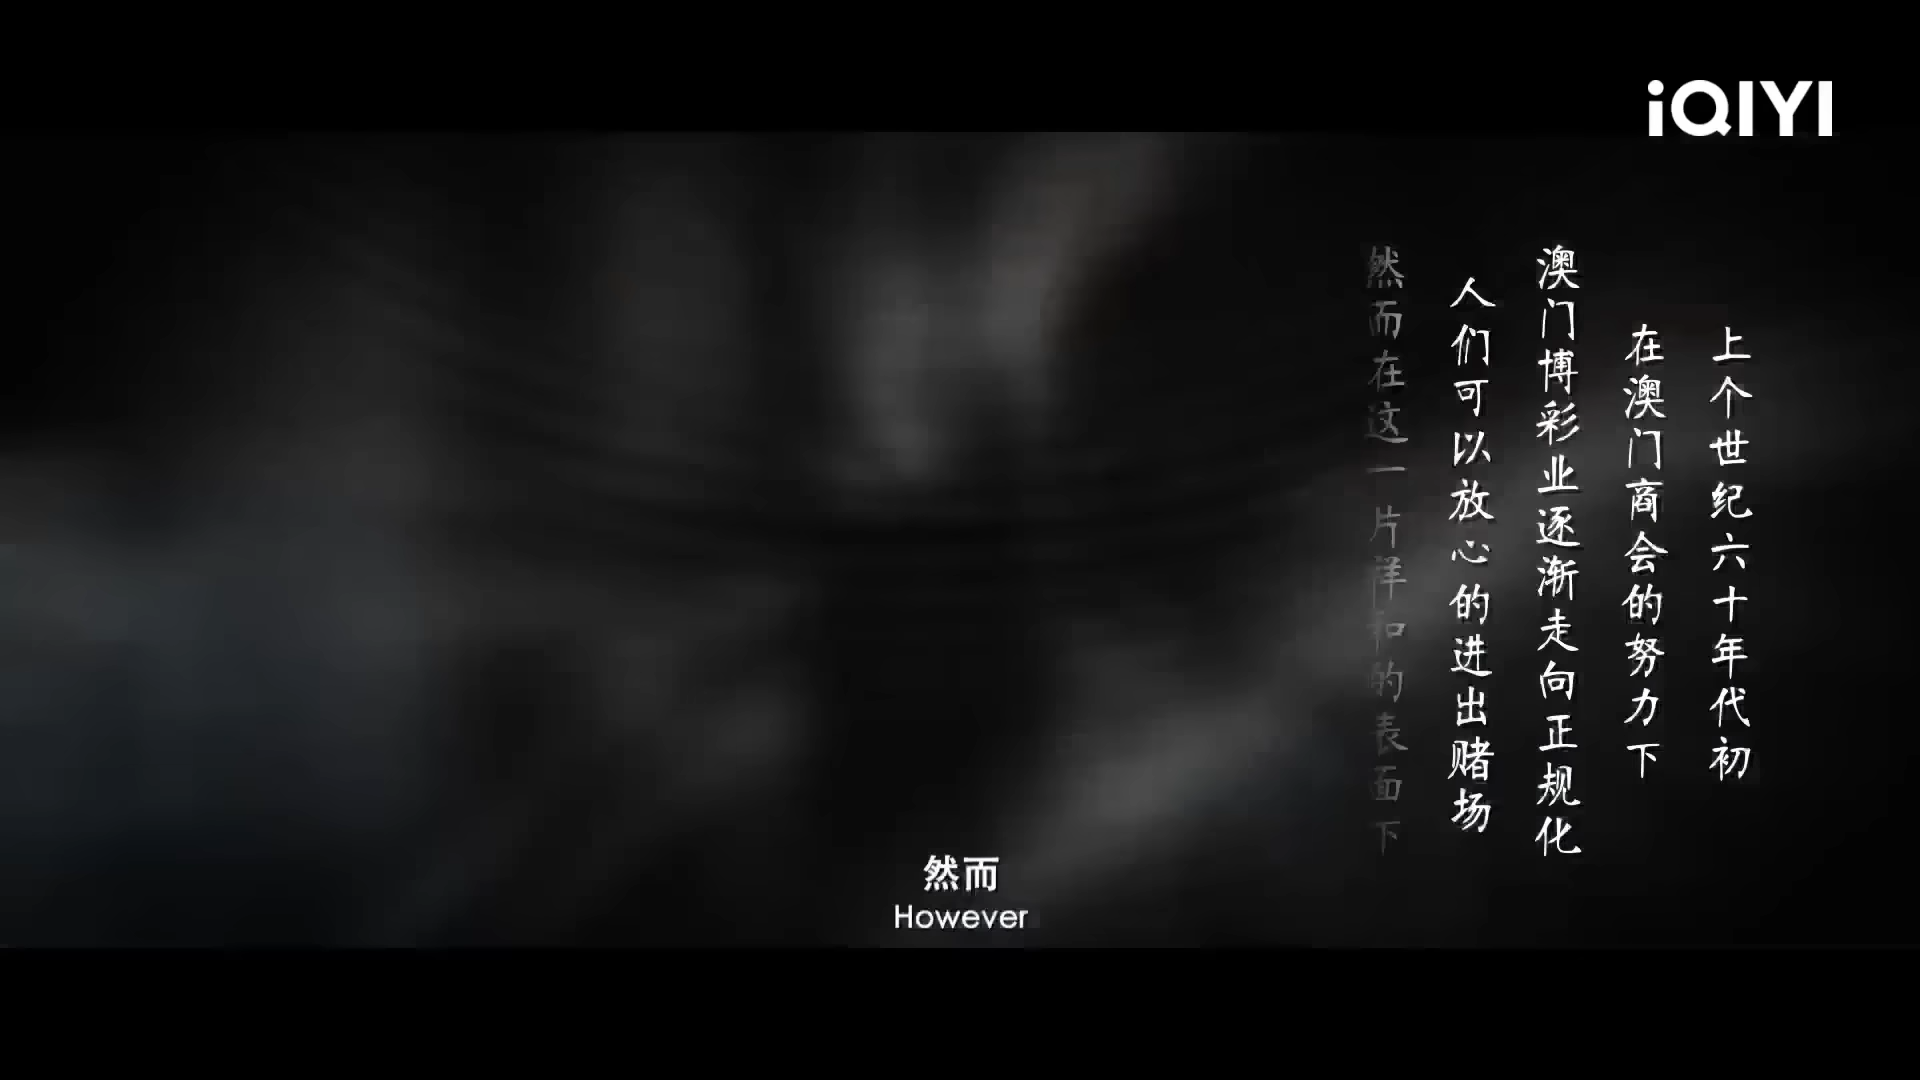 iQIYI
上个世纪六十年代初
在澳门商会的努力下
澳门博彩业逐渐走向正规化
人们可以放心的进出赌场
然而在这一片祥和的表面下
然而
However